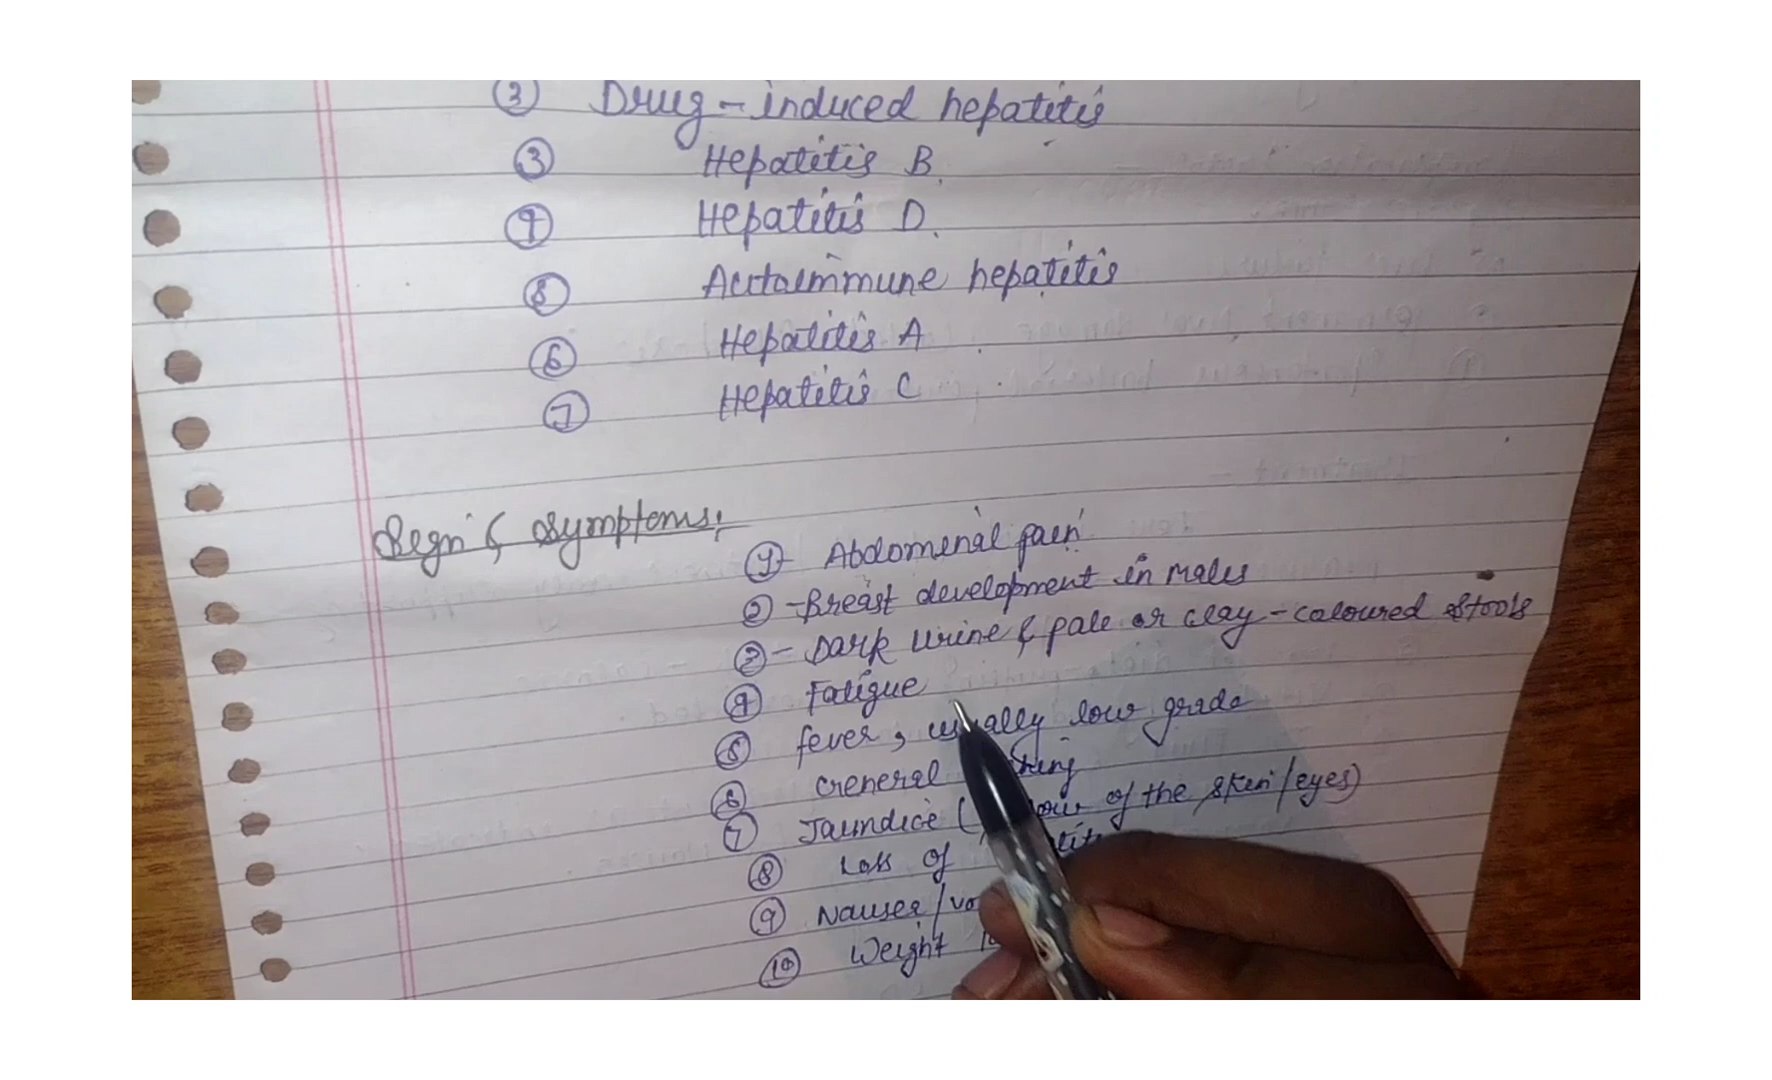 ③ Drug-induced hepatitis
③ Hepatitis B.
④ Hepatitis D.
⑤ Autoimmune hepatitis
⑥ Hepatitis A
⑦ Hepatitis C
Segn & Symptoms:
① Abdomenal pain
② -Breast development in males
③ - Dark urine & pale or clay-coloured stools
④ Fatigue
⑤ fever, usually low grade
⑥ General
⑦ Jaundice ( of the skin/eyes)
⑧ Loss of
⑨ Nausea/
⑩ Weight